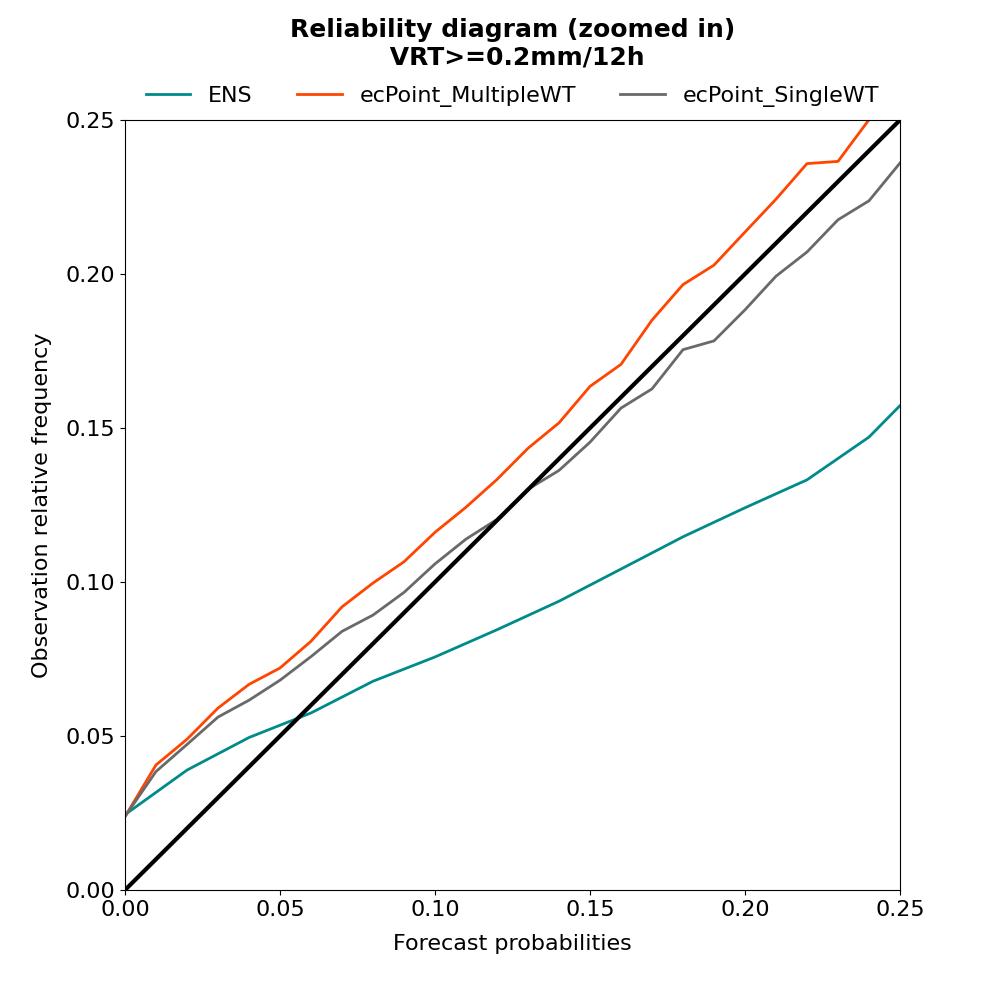 Reliability diagram (zoomed in)
VRT>=0.2mm/12h
ENS ecPoint_MultipleWT ecPoint_SingleWT
0.25
0.20
0.15
0.10
0.05
0.00
Observation relative frequency
0.00 0.05 0.10 0.15 0.20 0.25
Forecast probabilities